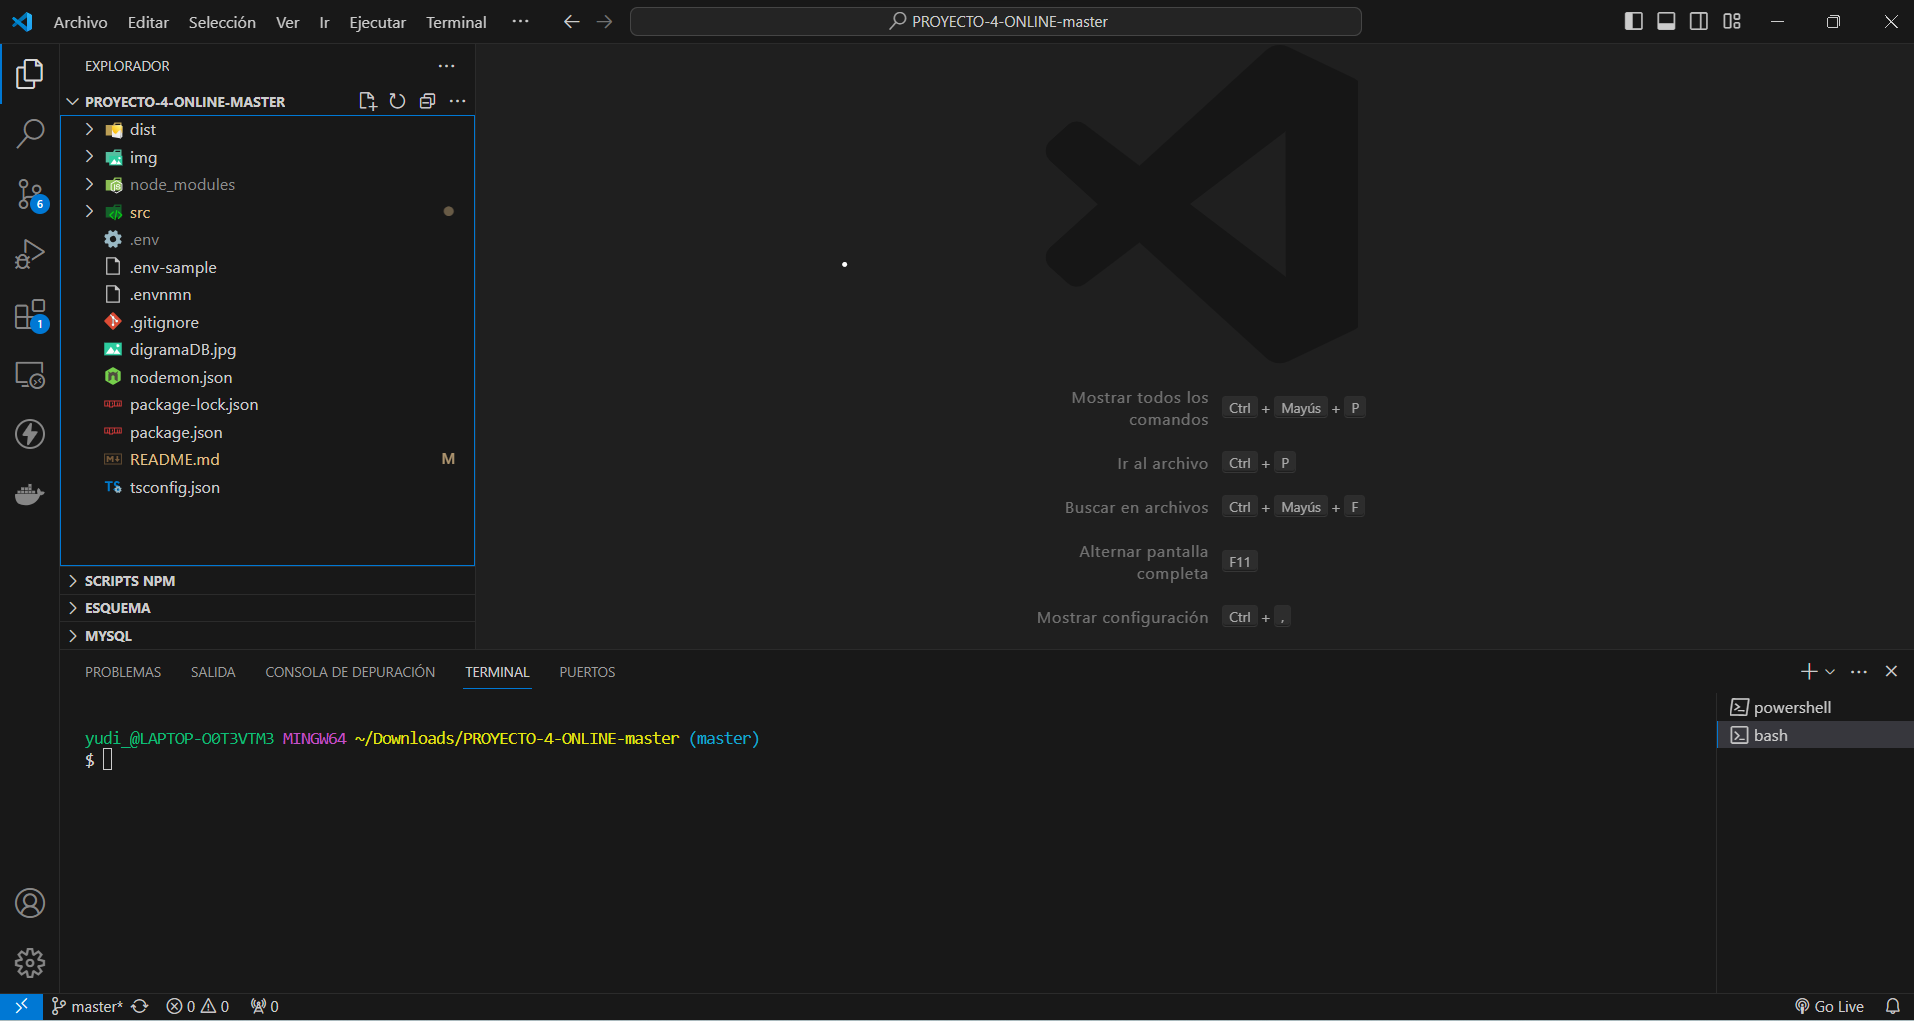 Archivo Editar Selección Ver Ir Ejecutar Terminal ··· PROYECTO-4-ONLINE-master
EXPLORADOR
PROYECTO-4-ONLINE-MASTER
dist
img
node_modules
src
.env
.env-sample
.envnmn
.gitignore
digramaDB.jpg
nodemon.json
package-lock.json
package.json
README.md M
tsconfig.json
SCRIPTS NPM
ESQUEMA
MYSQL
6
1
Mostrar todos los comandos Ctrl + Mayús + P
Ir al archivo Ctrl + P
Buscar en archivos Ctrl + Mayús + F
Alternar pantalla completa F11
Mostrar configuración Ctrl + ,
PROBLEMAS SALIDA CONSOLA DE DEPURACIÓN TERMINAL PUERTOS
powershell
bash
yudi_@LAPTOP-O0T3VTM3 MINGW64 ~/Downloads/PROYECTO-4-ONLINE-master (master)
$
master* 0 0 0 Go Live